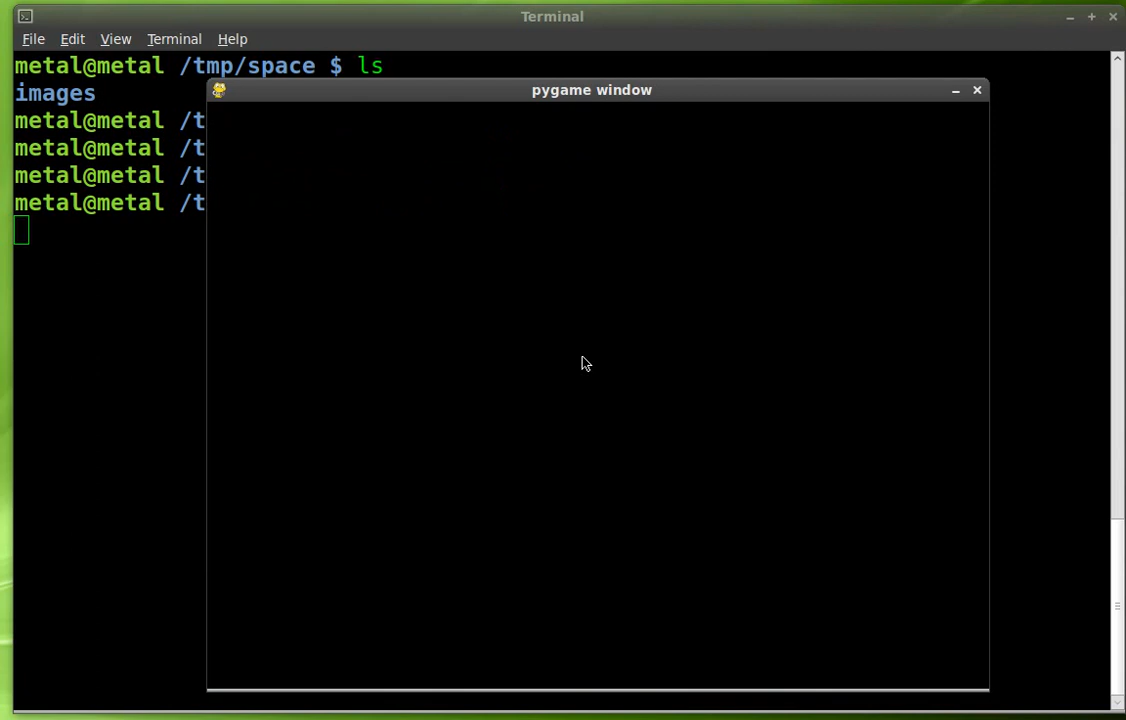 Terminal
File Edit View Terminal Help
metal@metal /tmp/space $ ls
pygame window
images
metal@metal /t
metal@metal /t
metal@metal /t
metal@metal /t